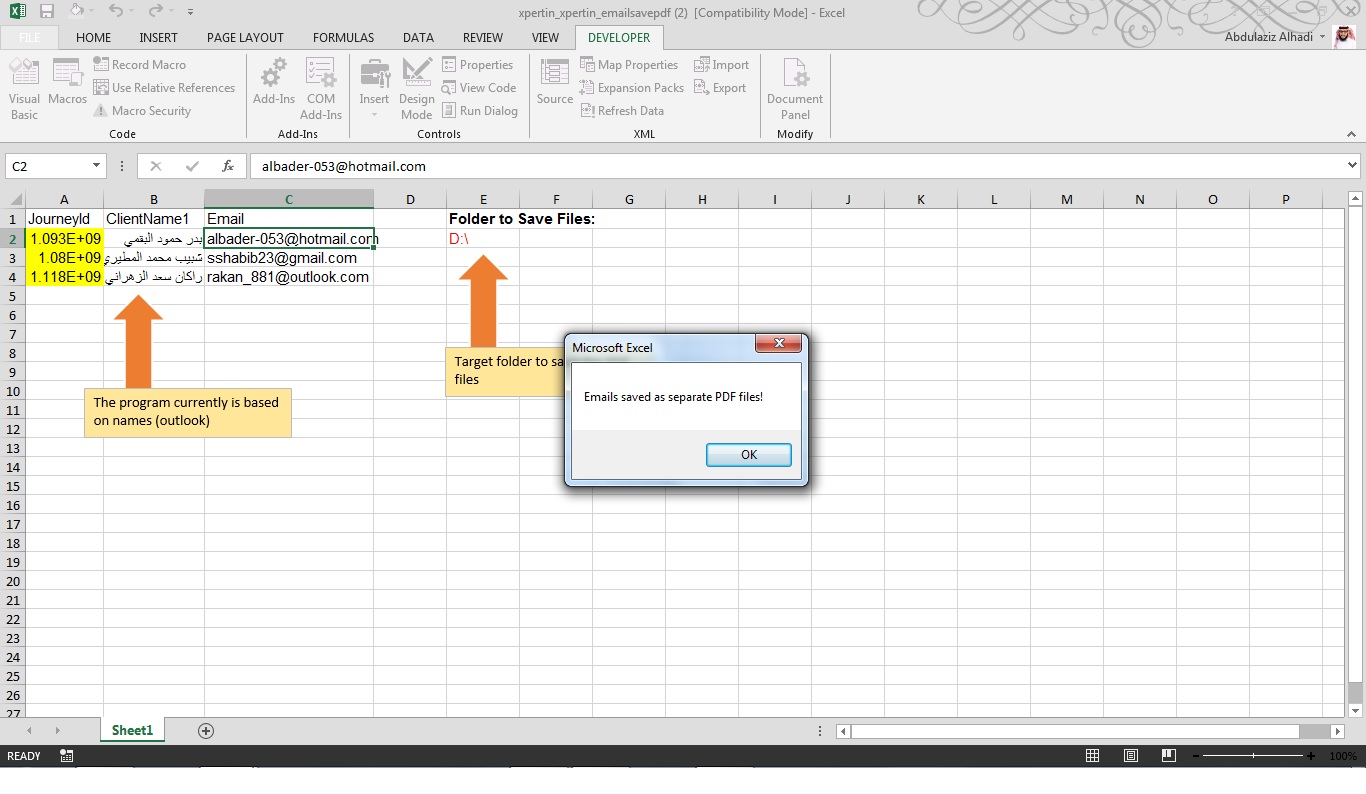 xpertin_xpertin_emailsavepdf (2) [Compatibility Mode] - Excel
FILE HOME INSERT PAGE LAYOUT FORMULAS DATA REVIEW VIEW DEVELOPER Abdulaziz Alhadi
Visual Basic
Macros
Record Macro
Use Relative References
Macro Security
Code
Add-Ins
COM Add-Ins
Add-Ins
Insert
Design Mode
Properties
View Code
Run Dialog
Controls
Source
Map Properties
Expansion Packs
Refresh Data
Import
Export
XML
Document Panel
Modify
C2 fx albader-053@hotmail.com
A B C D E F G H I J K L M N O P
1 JourneyId ClientName1 Email Folder to Save Files:
2 1.093E+09 بدر حمود البقمي albader-053@hotmail.com D:\
3 1.08E+09 شبيب محمد المطيري sshabib23@gmail.com
4 1.118E+09 راكان سعد الزهراني rakan_881@outlook.com
5
6
7
8
9
10
11
12
13
14
15
16
17
18
19
20
21
22
23
24
25
26
27
The program currently is based
on names (outlook)
Target folder to sa
files
Microsoft Excel
Emails saved as separate PDF files!
OK
Sheet1
READY 100%